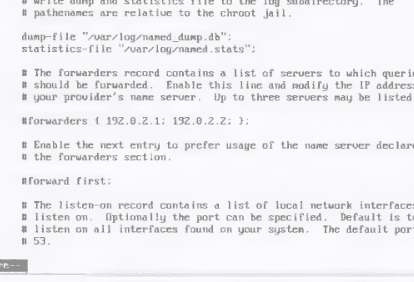 # write dump and statistics file to the log subdirectory. The
# pathenames are relative to the chroot jail.
dump-file "/var/log/named_dump.db";
statistics-file "/var/log/named.stats";
# The forwarders record contains a list of servers to which querie
# should be forwarded. Enable this line and modify the IP address
# your provider's name server. Up to three servers may be listed
#forwarders { 192.0.2.1; 192.0.2.2; };
# Enable the next entry to prefer usage of the name server declare
# the forwarders section.
#forward first;
# The listen-on record contains a list of local network interfaces
# listen on. Optionally the port can be specified. Default is to
# listen on all interfaces found on your system. The default port
# 53.
re--